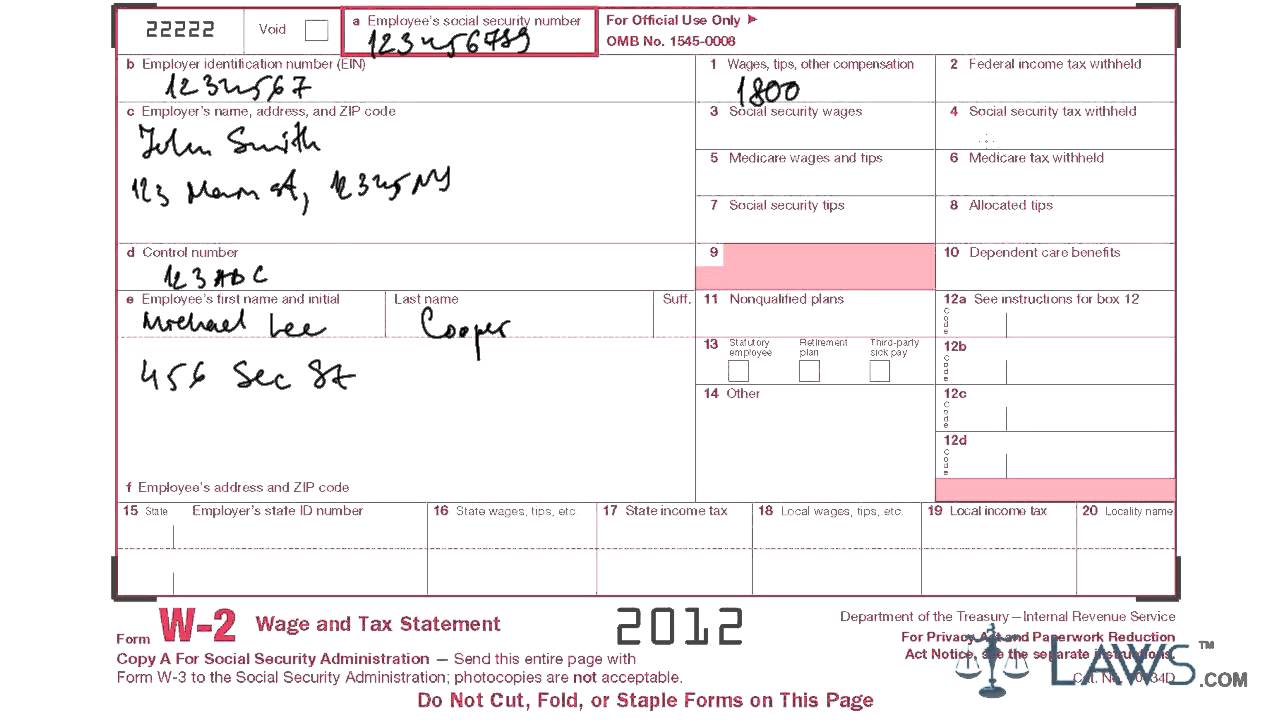 22222
Void
a Employee's social security number
123456789
For Official Use Only
OMB No. 1545-0008
b Employer identification number (EIN)
1234567
1 Wages, tips, other compensation
1800
2 Federal income tax withheld
c Employer's name, address, and ZIP code
John Smith
123 Main st, 12345 NY
3 Social security wages
4 Social security tax withheld
5 Medicare wages and tips
6 Medicare tax withheld
7 Social security tips
8 Allocated tips
d Control number
123 ABC
9
10 Dependent care benefits
e Employee's first name and initial
Michael Lee
Last name
Cooper
Suff.
11 Nonqualified plans
12a See instructions for box 12
Code
456 Sec St
13 Statutory employee
Retirement plan
Third-party sick pay
12b
Code
14 Other
12c
Code
12d
Code
f Employee's address and ZIP code
15 State
Employer's state ID number
16 State wages, tips, etc.
17 State income tax
18 Local wages, tips, etc.
19 Local income tax
20 Locality name
Form W-2 Wage and Tax Statement
2012
Department of the Treasury—Internal Revenue Service
For Privacy Act and Paperwork Reduction
Act Notice, see the separate instructions.
Copy A For Social Security Administration — Send this entire page with
Form W-3 to the Social Security Administration; photocopies are not acceptable.
Cat. No.
Do Not Cut, Fold, or Staple Forms on This Page
LAWS™.COM